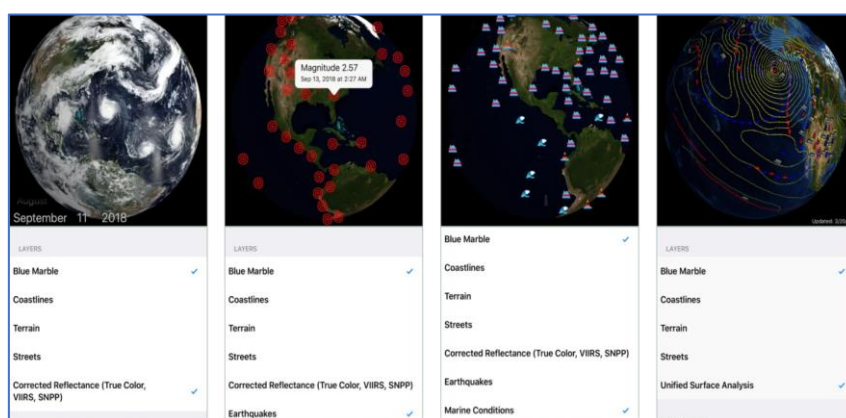 August
September 11 2018
LAYERS
Blue Marble
Coastlines
Terrain
Streets
Corrected Reflectance (True Color,
VIIRS, SNPP)
Magnitude 2.57
Sep 13, 2018 at 2:27 AM
LAYERS
Blue Marble
Coastlines
Terrain
Streets
Corrected Reflectance (True Color, VIIRS, SNPP)
Earthquakes
Blue Marble
Coastlines
Terrain
Streets
Corrected Reflectance (True Color, VIIRS, SNPP)
Earthquakes
Marine Conditions
LAYERS
Blue Marble
Coastlines
Terrain
Streets
Unified Surface Analysis